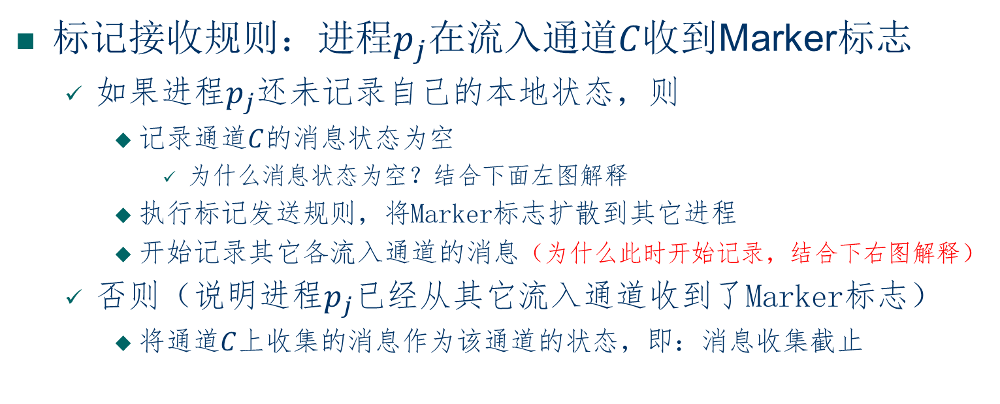 标记接收规则：进程pj在流入通道C收到Marker标志
如果进程pj还未记录自己的本地状态，则
记录通道C的消息状态为空
为什么消息状态为空？结合下面左图解释
执行标记发送规则，将Marker标志扩散到其它进程
开始记录其它各流入通道的消息（为什么此时开始记录，结合下右图解释）
否则（说明进程pj已经从其它流入通道收到了Marker标志）
将通道C上收集的消息作为该通道的状态，即：消息收集截止